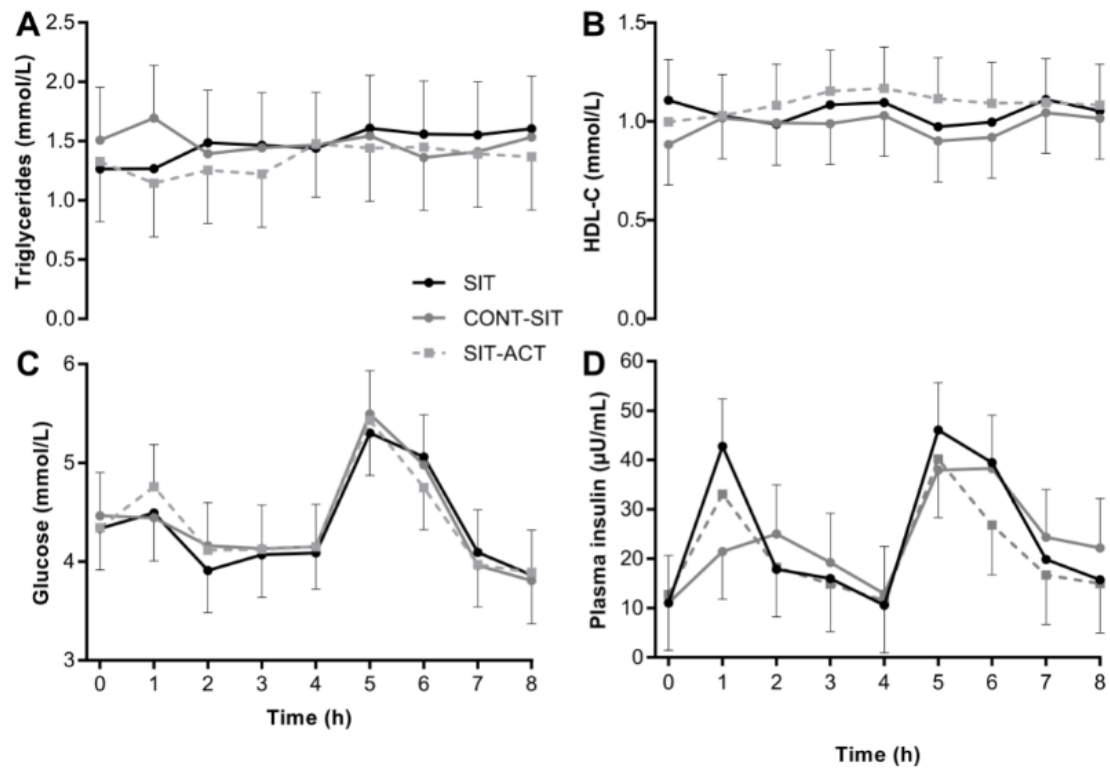 A
Triglycerides (mmol/L)
2.5
2.0
1.5
1.0
0.5
0.0
B
HDL-C (mmol/L)
1.5
1.0
0.5
0.0
SIT
CONT-SIT
SIT-ACT
C
Glucose (mmol/L)
6
5
4
3
0 1 2 3 4 5 6 7 8
Time (h)
D
Plasma insulin (µU/mL)
60
50
40
30
20
10
0
0 1 2 3 4 5 6 7 8
Time (h)